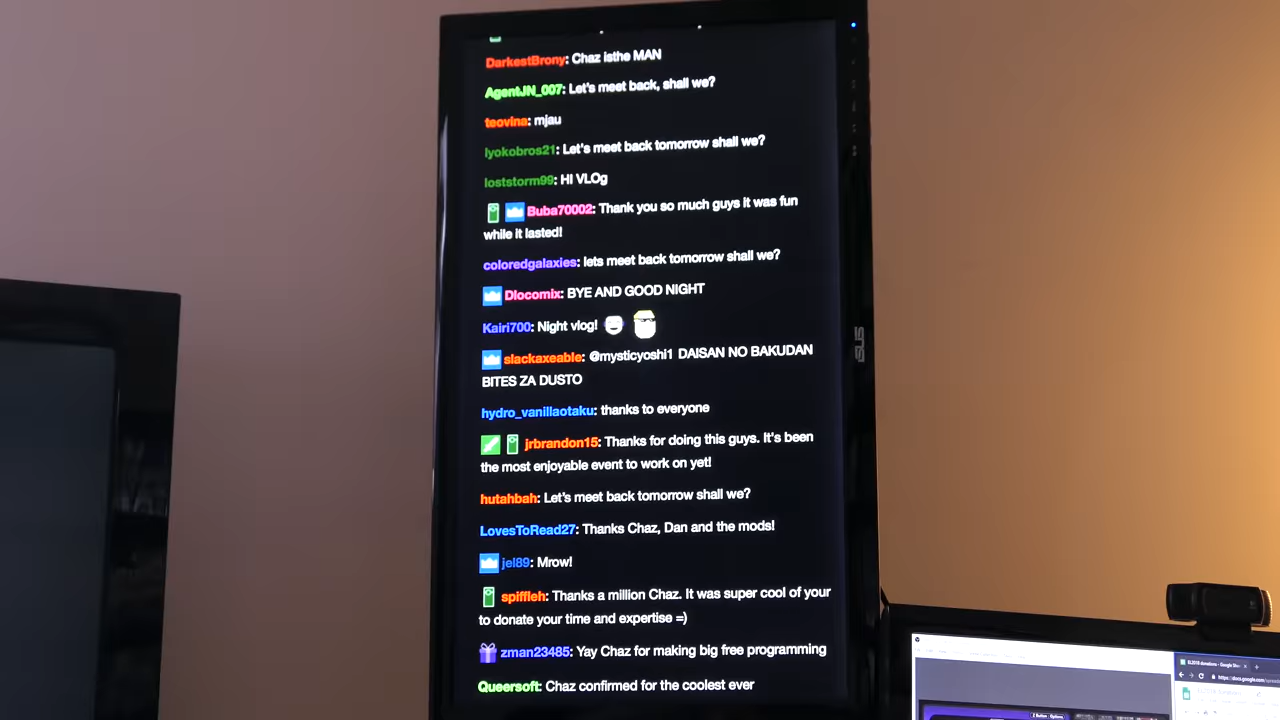 DarkestBrony: Chaz isthe MAN
AgentJN_007: Let's meet back, shall we?
teovina: mjau
lyokobros21: Let's meet back tomorrow shall we?
loststorm99: HI VLOg
Buba70002: Thank you so much guys it was fun
while it lasted!
coloredgalaxies: lets meet back tomorrow shall we?
Dlocomix: BYE AND GOOD NIGHT
Kairi700: Night vlog!
slackaxeable: @mysticyoshi1 DAISAN NO BAKUDAN
BITES ZA DUSTO
hydro_vanillaotaku: thanks to everyone
jrbrandon15: Thanks for doing this guys. It's been
the most enjoyable event to work on yet!
hutahbah: Let's meet back tomorrow shall we?
LovesToRead27: Thanks Chaz, Dan and the mods!
jel89: Mrow!
spiffleh: Thanks a million Chaz. It was super cool of your
to donate your time and expertise =)
zman23485: Yay Chaz for making big free programming
Queersoft: Chaz confirmed for the coolest ever
ASUS
https://docs.google.com